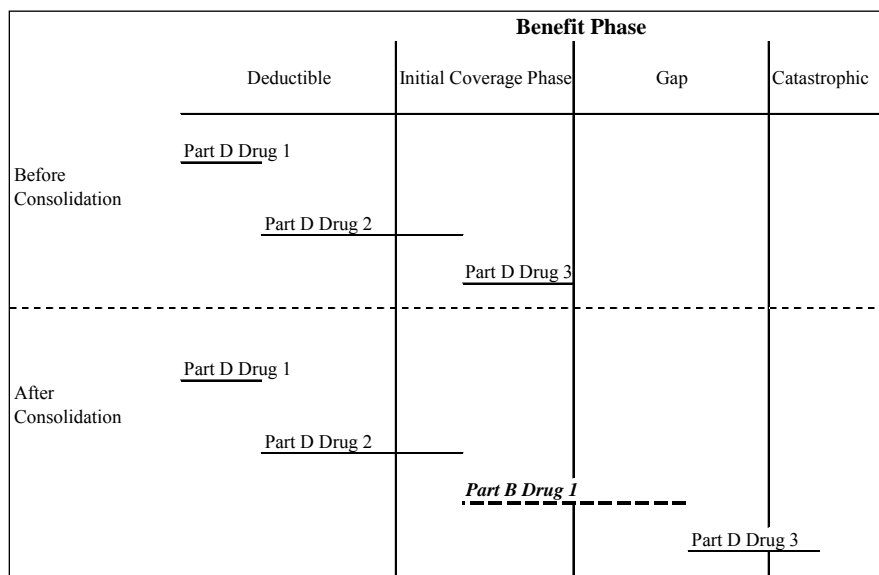 Benefit Phase
Deductible
Initial Coverage Phase
Gap
Catastrophic
Before
Consolidation
Part D Drug 1
Part D Drug 2
Part D Drug 3
After
Consolidation
Part D Drug 1
Part D Drug 2
Part B Drug 1
Part D Drug 3